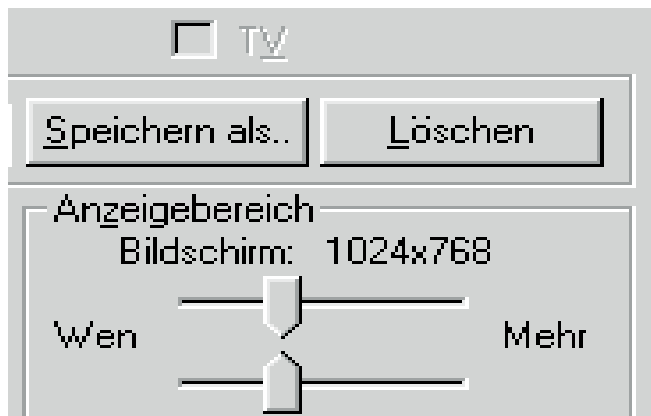 TV
Speichern als.. Löschen
Anzeigebereich
Bildschirm: 1024x768
Wen Mehr